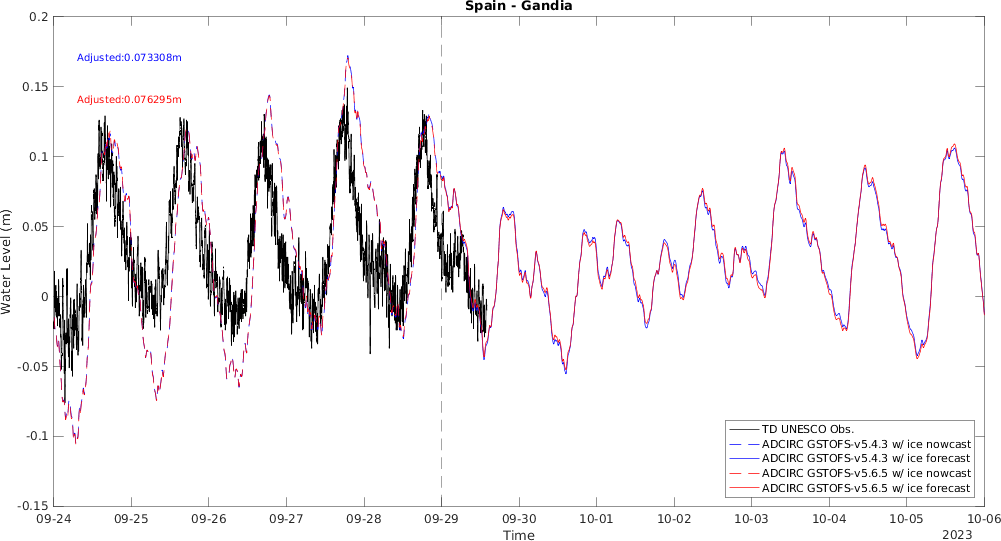 Spain - Gandia
0.2
0.15
0.1
0.05
0
-0.05
-0.1
-0.15
Water Level (m)
Adjusted:0.073308m
Adjusted:0.076295m
TD UNESCO Obs.
ADCIRC GSTOFS-v5.4.3 w/ ice nowcast
ADCIRC GSTOFS-v5.4.3 w/ ice forecast
ADCIRC GSTOFS-v5.6.5 w/ ice nowcast
ADCIRC GSTOFS-v5.6.5 w/ ice forecast
09-24 09-25 09-26 09-27 09-28 09-29 09-30 10-01 10-02 10-03 10-04 10-05 10-06
Time
2023